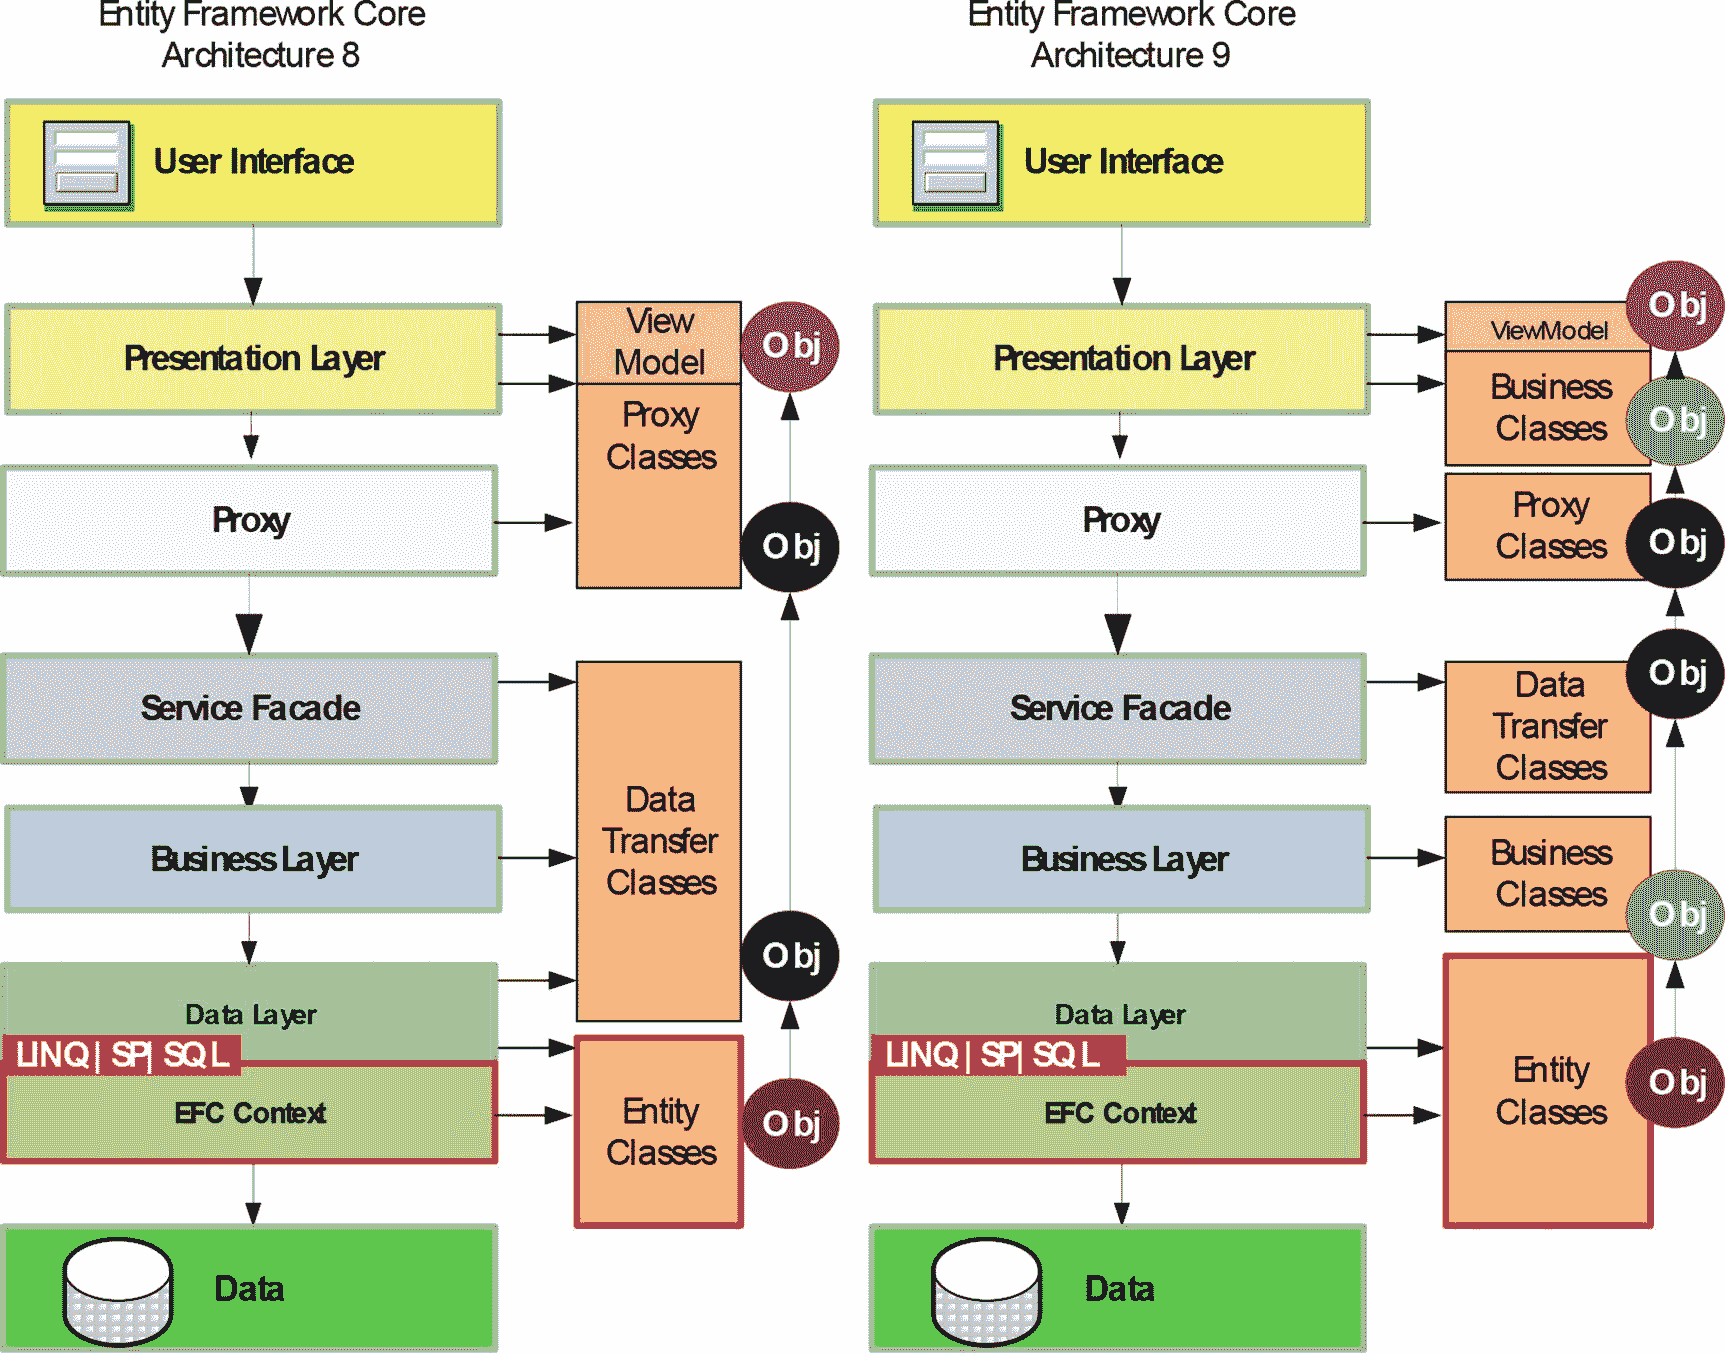 Entity Framework Core
Architecture 8
User Interface
Presentation Layer
View
Model
Obj
Proxy
Classes
Proxy
Obj
Service Facade
Data
Transfer
Classes
Business Layer
Obj
Data Layer
LINQ| SP| SQL
EFC Context
Entity
Classes
Obj
Data
Entity Framework Core
Architecture 9
User Interface
Presentation Layer
ViewModel
Obj
Business
Classes
Obj
Proxy
Proxy
Classes
Obj
Service Facade
Data
Transfer
Classes
Obj
Business Layer
Business
Classes
Obj
Data Layer
LINQ| SP| SQL
EFC Context
Entity
Classes
Obj
Data